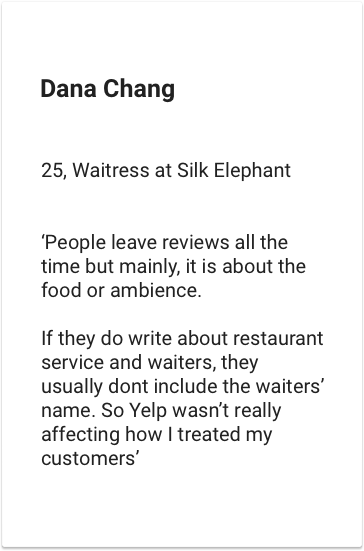 Dana Chang
25, Waitress at Silk Elephant
‘People leave reviews all the
time but mainly, it is about the
food or ambience.
If they do write about restaurant
service and waiters, they
usually dont include the waiters’
name. So Yelp wasn’t really
affecting how I treated my
customers’